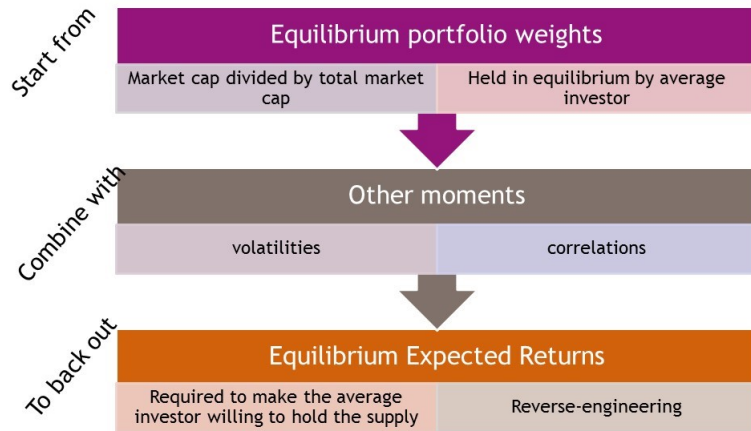 Start from
Equilibrium portfolio weights
Market cap divided by total market
cap
Held in equilibrium by average
investor
Combine with
Other moments
volatilities
correlations
To back out
Equilibrium Expected Returns
Required to make the average
investor willing to hold the supply
Reverse-engineering